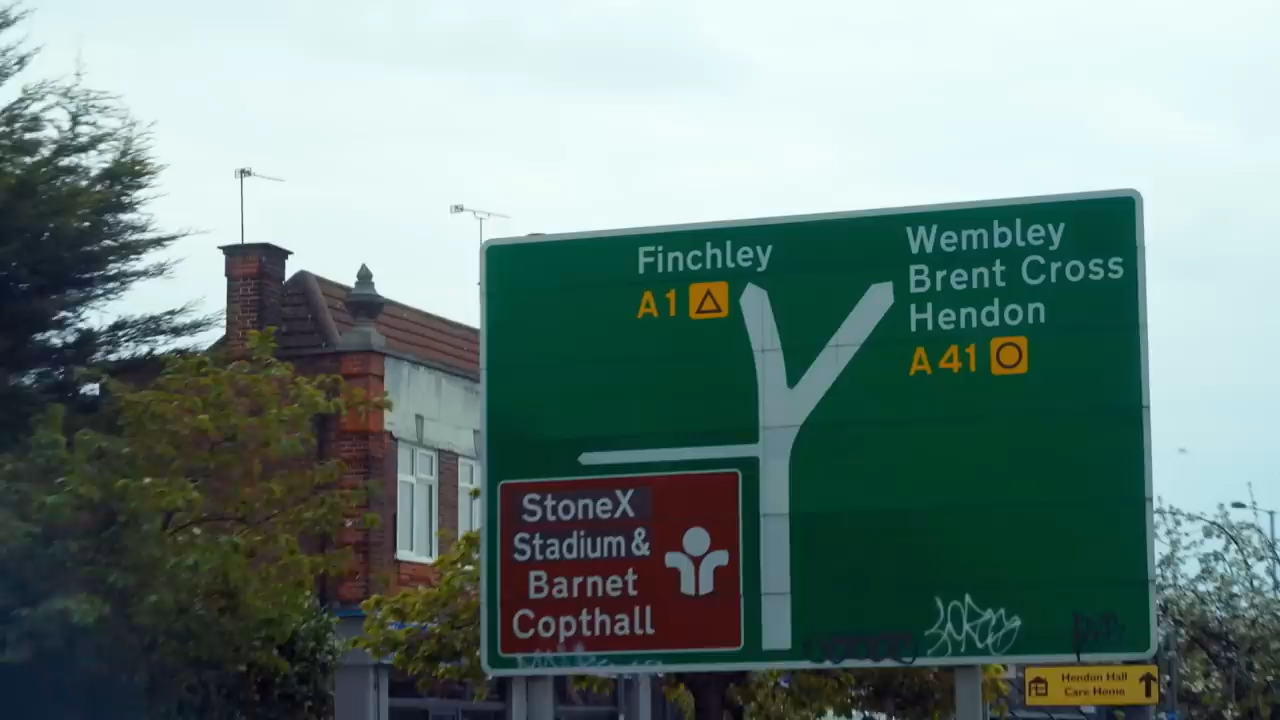 Finchley
A1
Wembley
Brent Cross
Hendon
A41
StoneX
Stadium &
Barnet
Copthall
Hendon Hall
Care Home